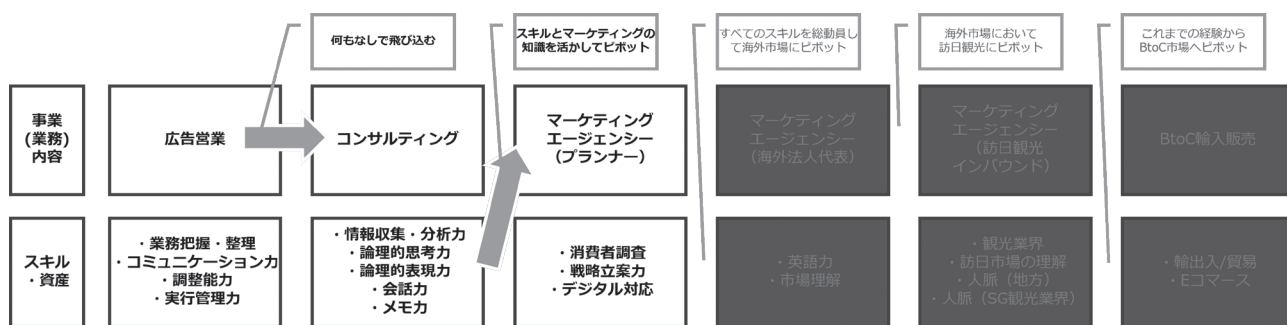 何もなしで飛び込む
スキルとマーケティングの
知識を活かしてピボット
すべてのスキルを総動員し
て海外市場にピボット
海外市場において
訪日観光にピボット
これまでの経験から
BtoC市場へピボット
事業
(業務)
内容
広告営業
コンサルティング
マーケティング
エージェンシー
（プランナー）
マーケティング
エージェンシー
（海外法人代表）
マーケティング
エージェンシー
（訪日観光
インバウンド）
BtoC輸入販売
スキル
・資産
・業務把握・整理
・コミュニケーション力
・調整能力
・実行管理力
・情報収集・分析力
・論理的思考力
・論理的表現力
・会話力
・メモ力
・消費者調査
・戦略立案力
・デジタル対応
・英語力
・市場理解
・観光業界
・訪日市場の理解
・人脈（地方）
・人脈（SG観光業界）
・輸出入/貿易
・Eコマース